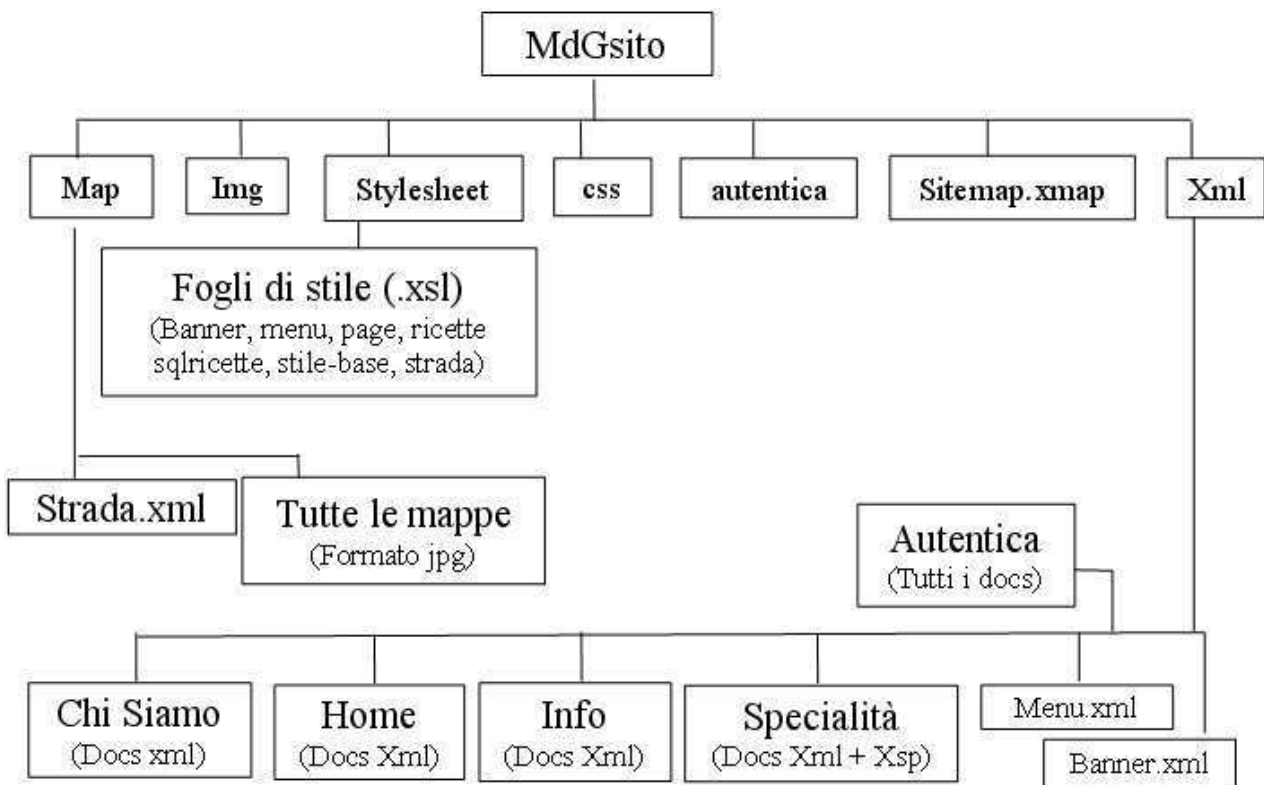 MdGsito
Map
Img
Stylesheet
css
autentica
Sitemap.xmap
Xml
Fogli di stile (.xsl)
(Banner, menu, page, ricette
sqlricette, stile-base, strada)
Strada.xml
Tutte le mappe
(Formato jpg)
Autentica
(Tutti i docs)
Chi Siamo
(Docs xml)
Home
(Docs Xml)
Info
(Docs Xml)
Specialità
(Docs Xml + Xsp)
Menu.xml
Banner.xml